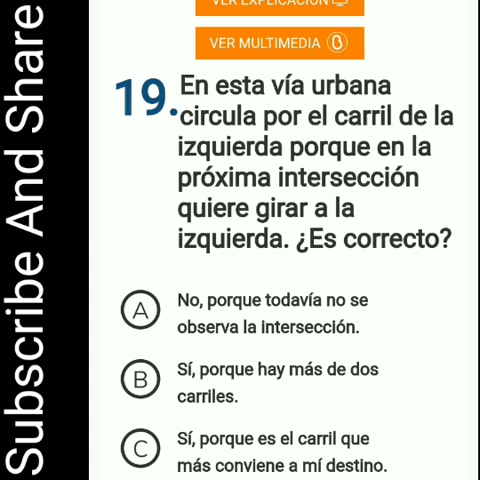 VER EXPLICACIÓN
VER MULTIMEDIA
19. En esta vía urbana
circula por el carril de la
izquierda porque en la
próxima intersección
quiere girar a la
izquierda. ¿Es correcto?
A No, porque todavía no se
observa la intersección.
B Sí, porque hay más de dos
carriles.
C Sí, porque es el carril que
más conviene a mí destino.
Subscribe And Share